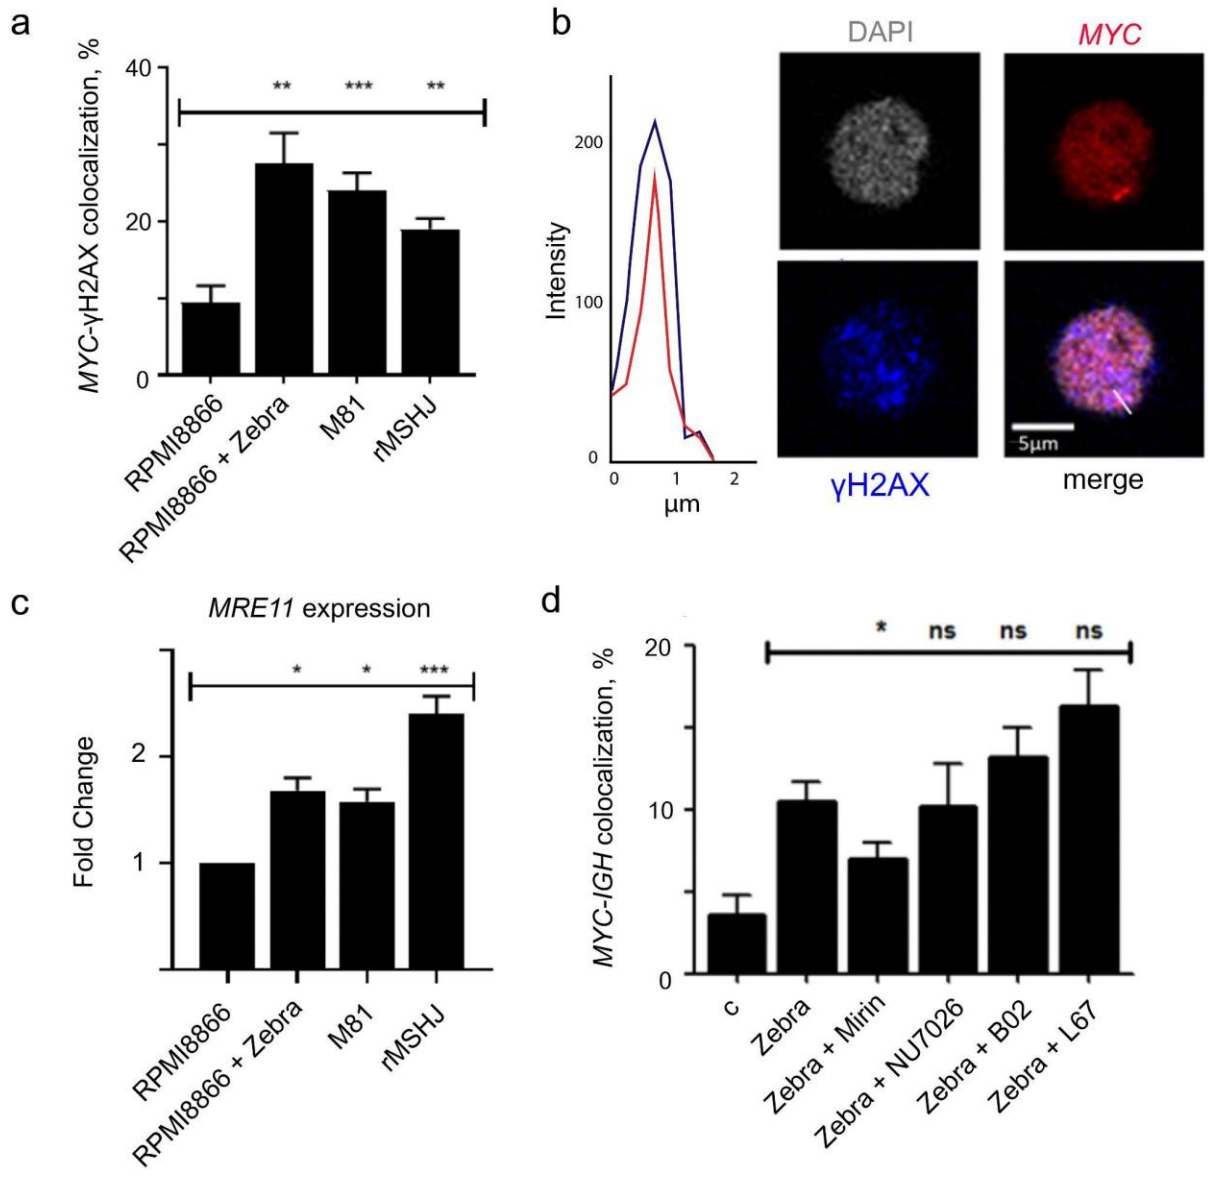 a
MYC-γH2AX colocalization, %
40
20
0
** *** **
RPMI8866
RPMI8866 + Zebra
M81
rMSHJ
b
DAPI
MYC
Intensity
200
100
0
0 1 2
μm
5μm
γH2AX
merge
c
MRE11 expression
Fold Change
2
1
* * ***
RPMI8866
RPMI8866 + Zebra
M81
rMSHJ
d
MYC-IGH colocalization, %
20
10
0
* ns ns ns
c
Zebra
Zebra + Mirin
Zebra + NU7026
Zebra + B02
Zebra + L67